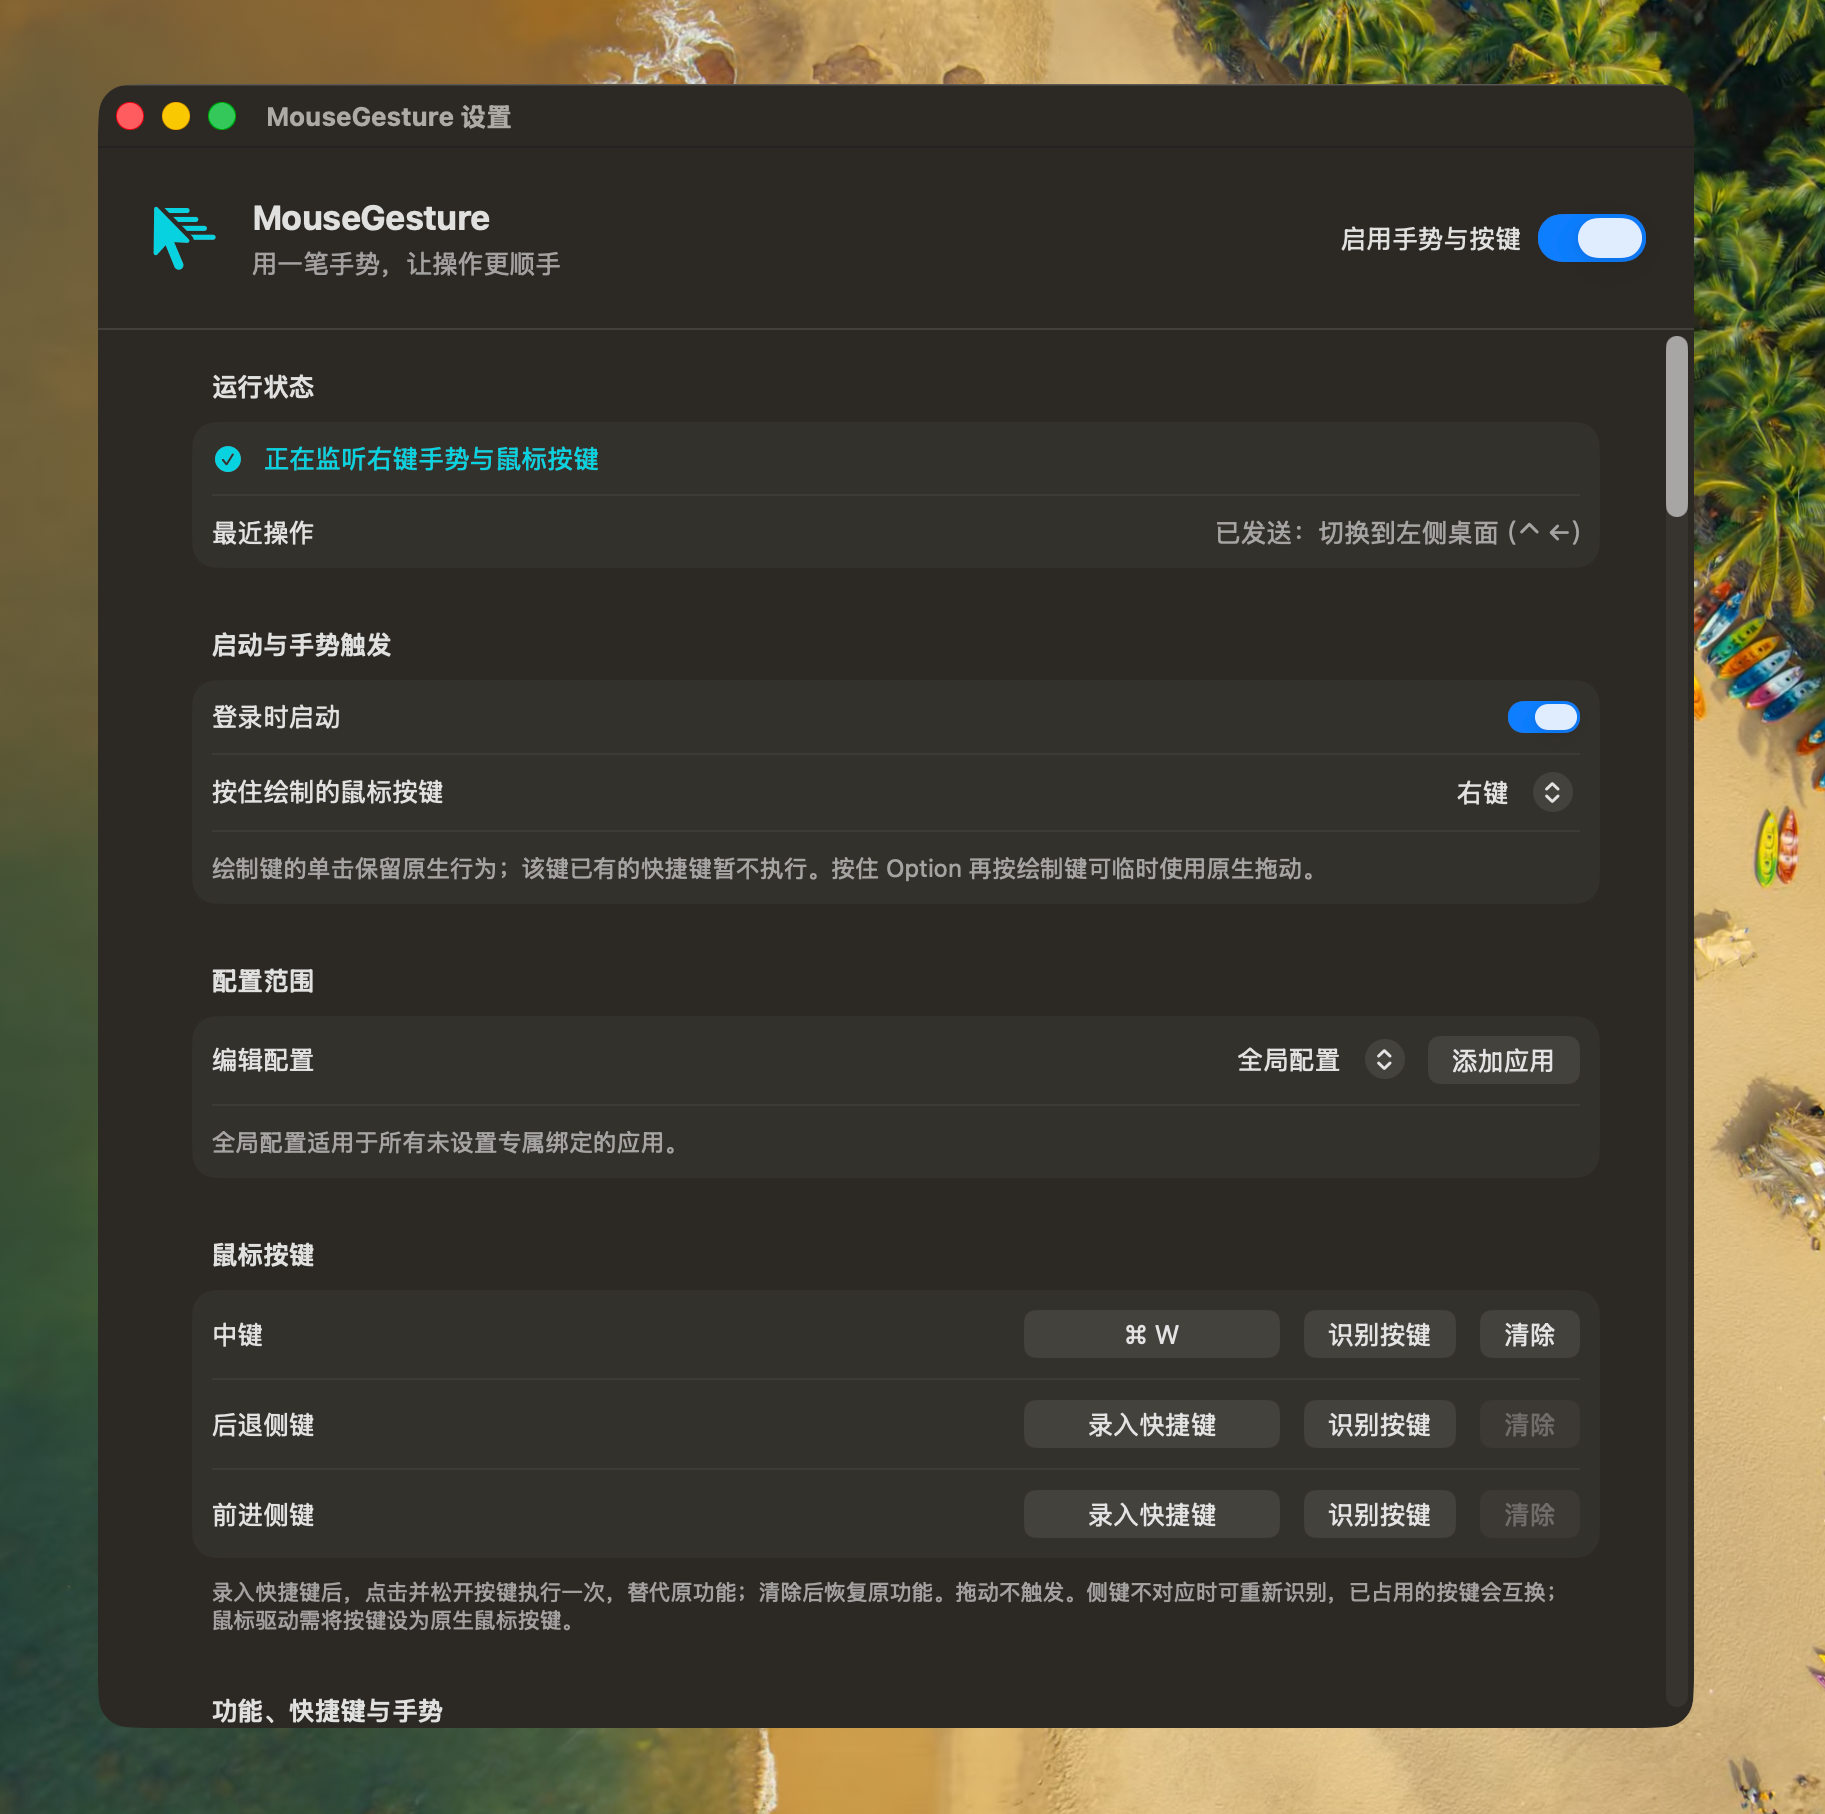 MouseGesture 设置
MouseGesture
用一笔手势，让操作更顺手
启用手势与按键
运行状态
正在监听右键手势与鼠标按键
最近操作
已发送：切换到左侧桌面 (^ ←)
启动与手势触发
登录时启动
按住绘制的鼠标按键
右键
绘制键的单击保留原生行为；该键已有的快捷键暂不执行。按住 Option 再按绘制键可临时使用原生拖动。
配置范围
编辑配置
全局配置
添加应用
全局配置适用于所有未设置专属绑定的应用。
鼠标按键
中键
⌘ W
识别按键
清除
后退侧键
录入快捷键
识别按键
清除
前进侧键
录入快捷键
识别按键
清除
录入快捷键后，点击并松开按键执行一次，替代原功能；清除后恢复原功能。拖动不触发。侧键不对应时可重新识别，已占用的按键会互换；
鼠标驱动需将按键设为原生鼠标按键。
功能、快捷键与手势